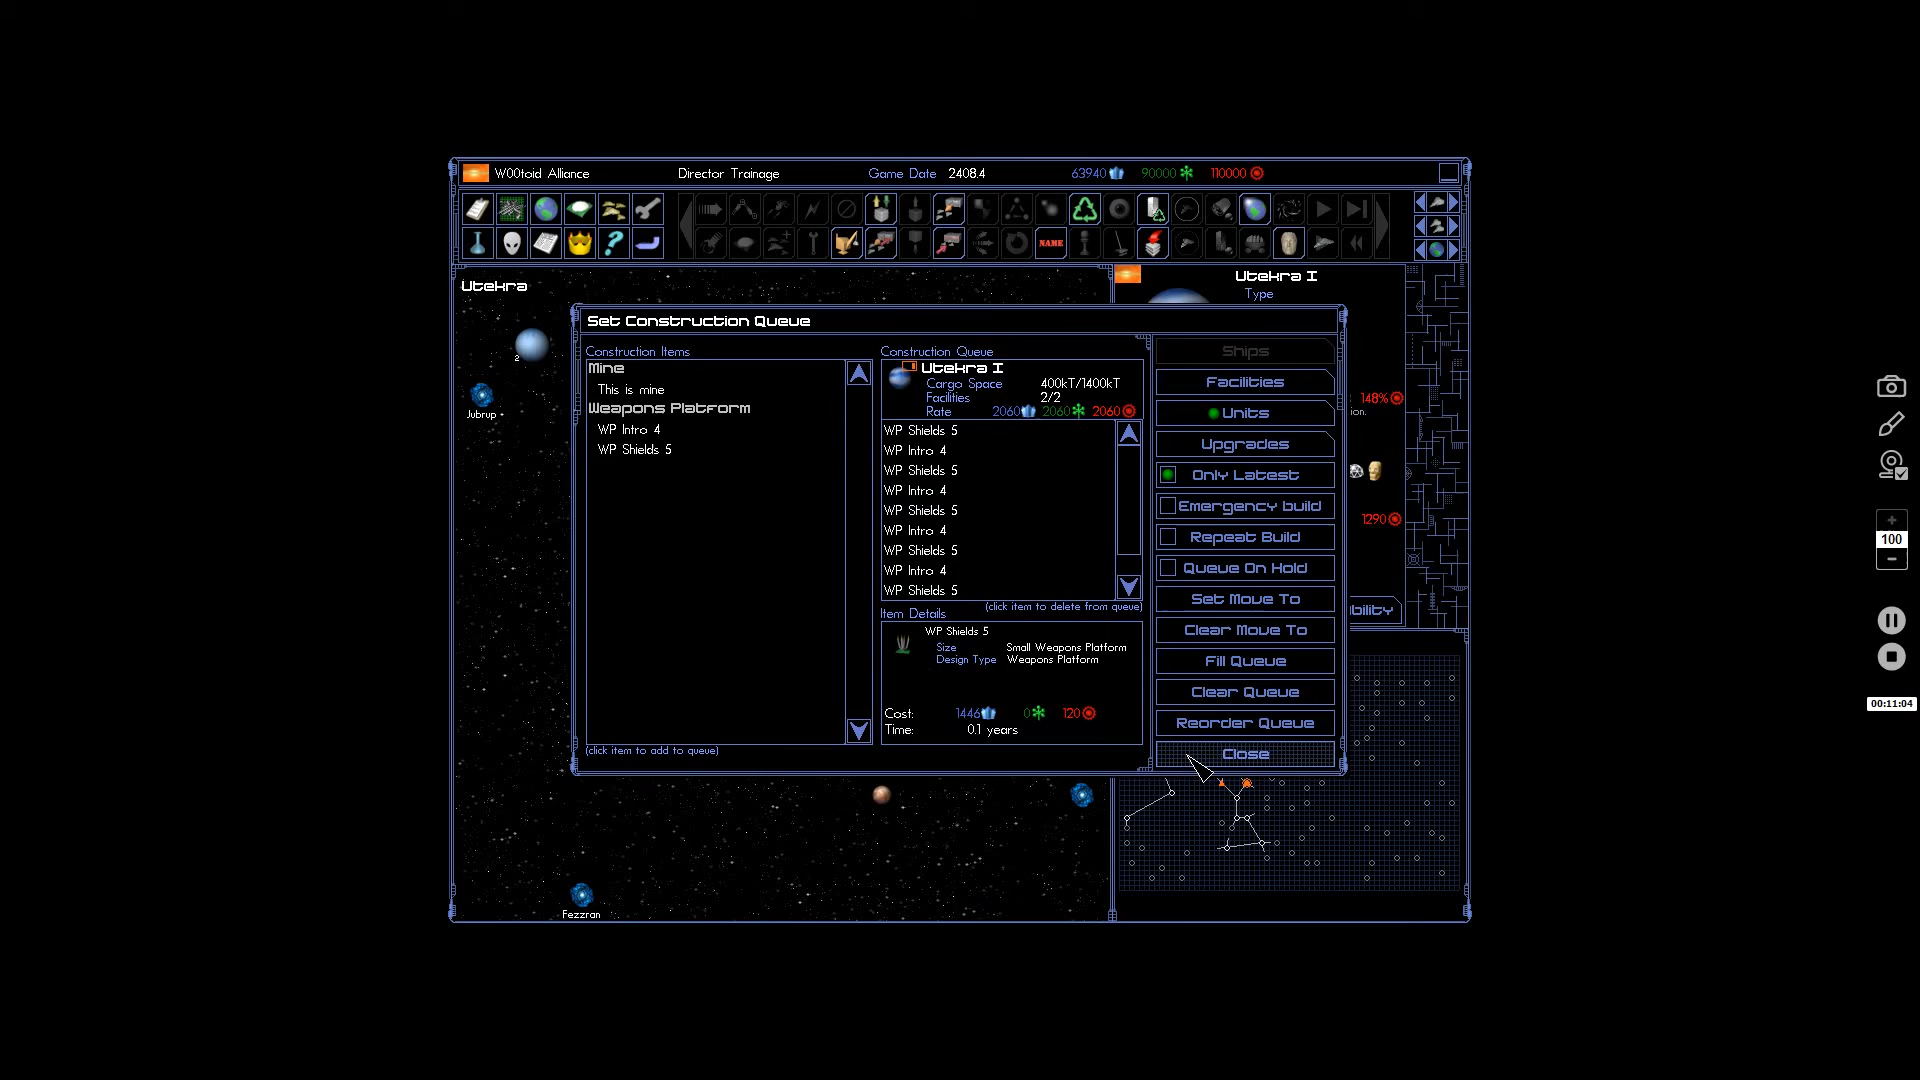 W00toid Alliance Director Trainage Game Date 2408.4 63940 90000 110000
NAME
Utekra
Utekra I
Type
Set Construction Queue
Construction Items
Mine
This is mine
Weapons Platform
WP Intro 4
WP Shields 5
(click item to add to queue)
Construction Queue
Utekra I
Cargo Space 400kT/1400kT
Facilities 2/2
Rate 2060 2060 2060
WP Shields 5
WP Intro 4
WP Shields 5
WP Intro 4
WP Shields 5
WP Intro 4
WP Shields 5
WP Intro 4
WP Shields 5
(click item to delete from queue)
Item Details
WP Shields 5
Size Small Weapons Platform
Design Type Weapons Platform
Cost: 1446 0 120
Time: 0.1 years
Ships
Facilities
Units
Upgrades
Only Latest
Emergency build
Repeat Build
Queue On Hold
Set Move To
Clear Move To
Fill Queue
Clear Queue
Reorder Queue
Close
148%
ion.
1290
ibility
2
Jubrup
Fezzran
100
00:11:04